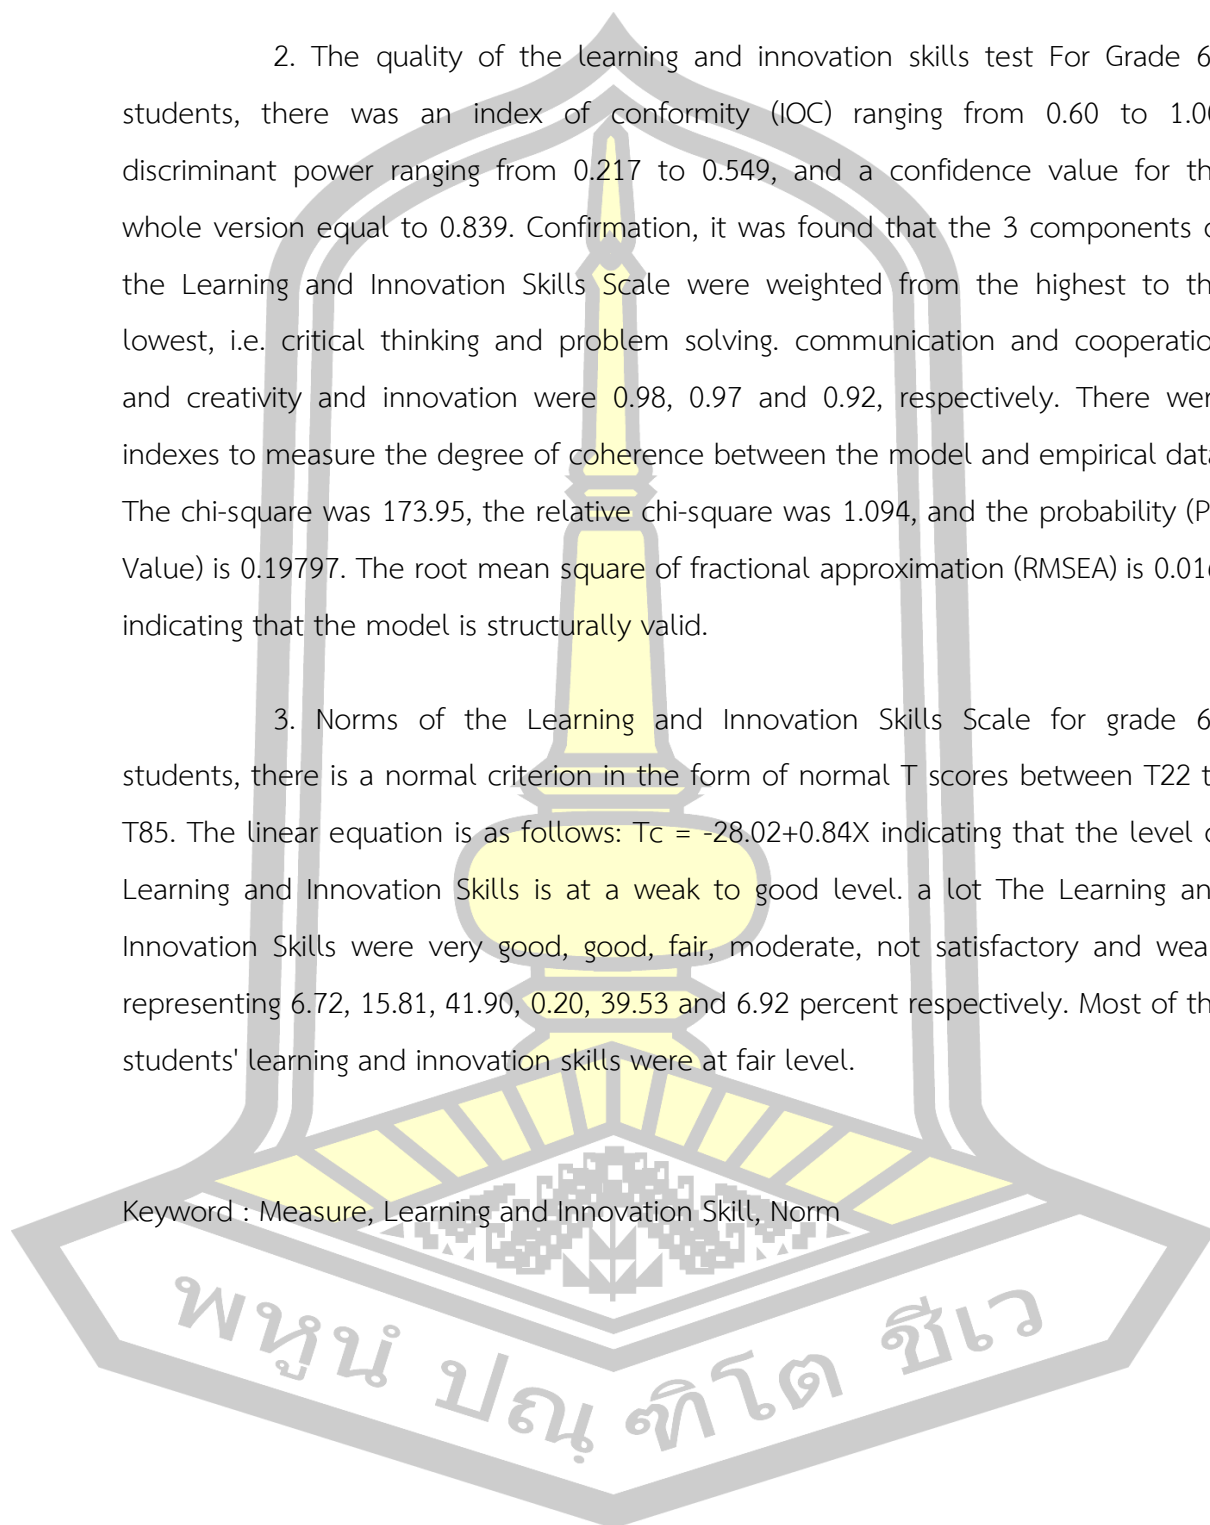 2. The quality of the learning and innovation skills test For Grade 6
students, there was an index of conformity (IOC) ranging from 0.60 to 1.00
discriminant power ranging from 0.217 to 0.549, and a confidence value for th
whole version equal to 0.839. Confirmation, it was found that the 3 components o
the Learning and Innovation Skills Scale were weighted from the highest to th
lowest, i.e. critical thinking and problem solving. communication and cooperatio
and creativity and innovation were 0.98, 0.97 and 0.92, respectively. There wer
indexes to measure the degree of coherence between the model and empirical data
The chi-square was 173.95, the relative chi-square was 1.094, and the probability (P
Value) is 0.19797. The root mean square of fractional approximation (RMSEA) is 0.016
indicating that the model is structurally valid.
3. Norms of the Learning and Innovation Skills Scale for grade 6
students, there is a normal criterion in the form of normal T scores between T22 t
T85. The linear equation is as follows: Tc = -28.02+0.84X indicating that the level o
Learning and Innovation Skills is at a weak to good level. a lot The Learning an
Innovation Skills were very good, good, fair, moderate, not satisfactory and wea
representing 6.72, 15.81, 41.90, 0.20, 39.53 and 6.92 percent respectively. Most of th
students' learning and innovation skills were at fair level.
Keyword : Measure, Learning and Innovation Skill, Norm
พหูนํ ปณฺฑิโต ชีเว